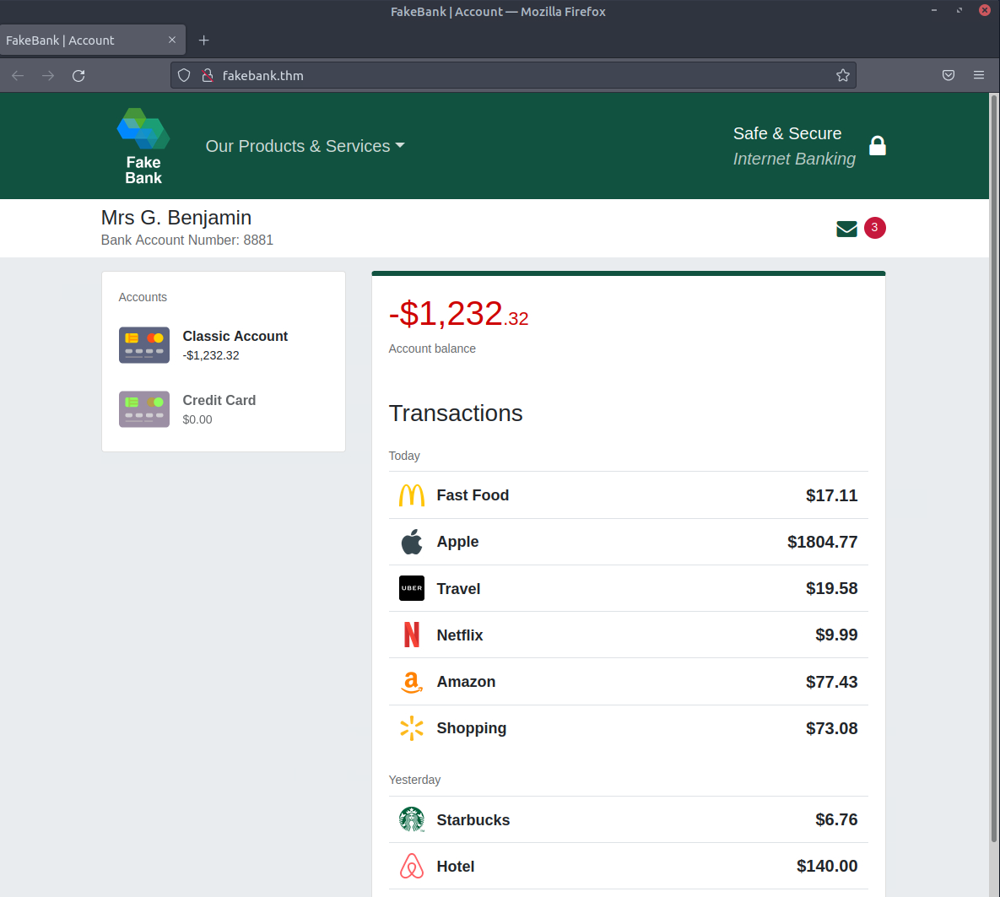 FakeBank | Account — Mozilla Firefox
FakeBank | Account
fakebank.thm
Fake
Bank
Our Products & Services
Safe & Secure
Internet Banking
Mrs G. Benjamin
Bank Account Number: 8881
3
Accounts
Classic Account
-$1,232.32
Credit Card
$0.00
-$1,232.32
Account balance
Transactions
Today
Fast Food $17.11
Apple $1804.77
UBER Travel $19.58
Netflix $9.99
Amazon $77.43
Shopping $73.08
Yesterday
Starbucks $6.76
Hotel $140.00